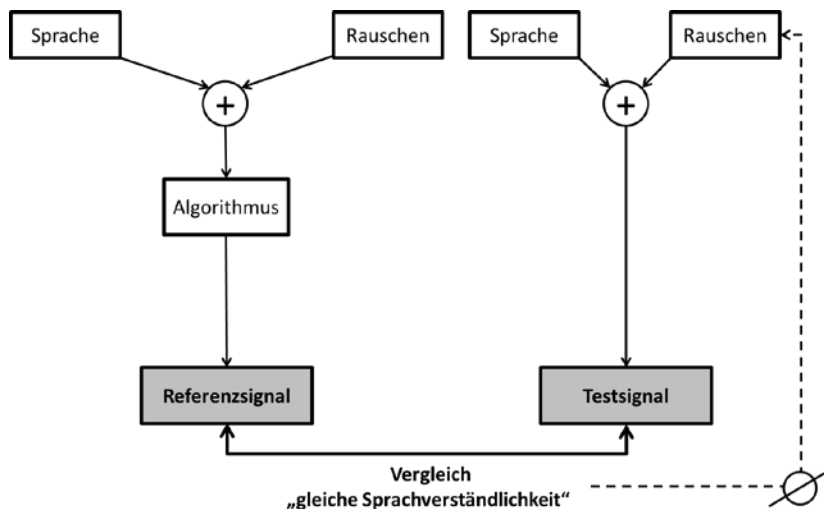 Sprache
Rauschen
Sprache
Rauschen
+
+
Algorithmus
Referenzsignal
Testsignal
Vergleich
„gleiche Sprachverständlichkeit“